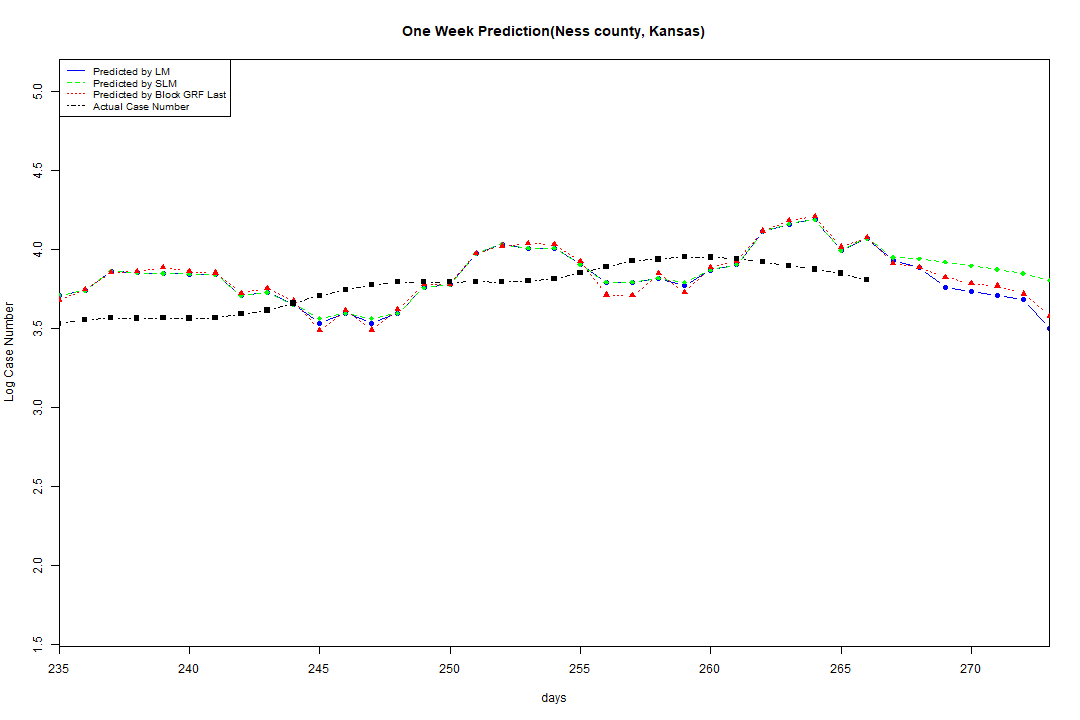 One Week Prediction(Ness county, Kansas)
Predicted by LM
Predicted by SLM
Predicted by Block GRF Last
Actual Case Number
5.0
4.5
4.0
3.5
3.0
2.5
2.0
1.5
Log Case Number
235 240 245 250 255 260 265 270
days